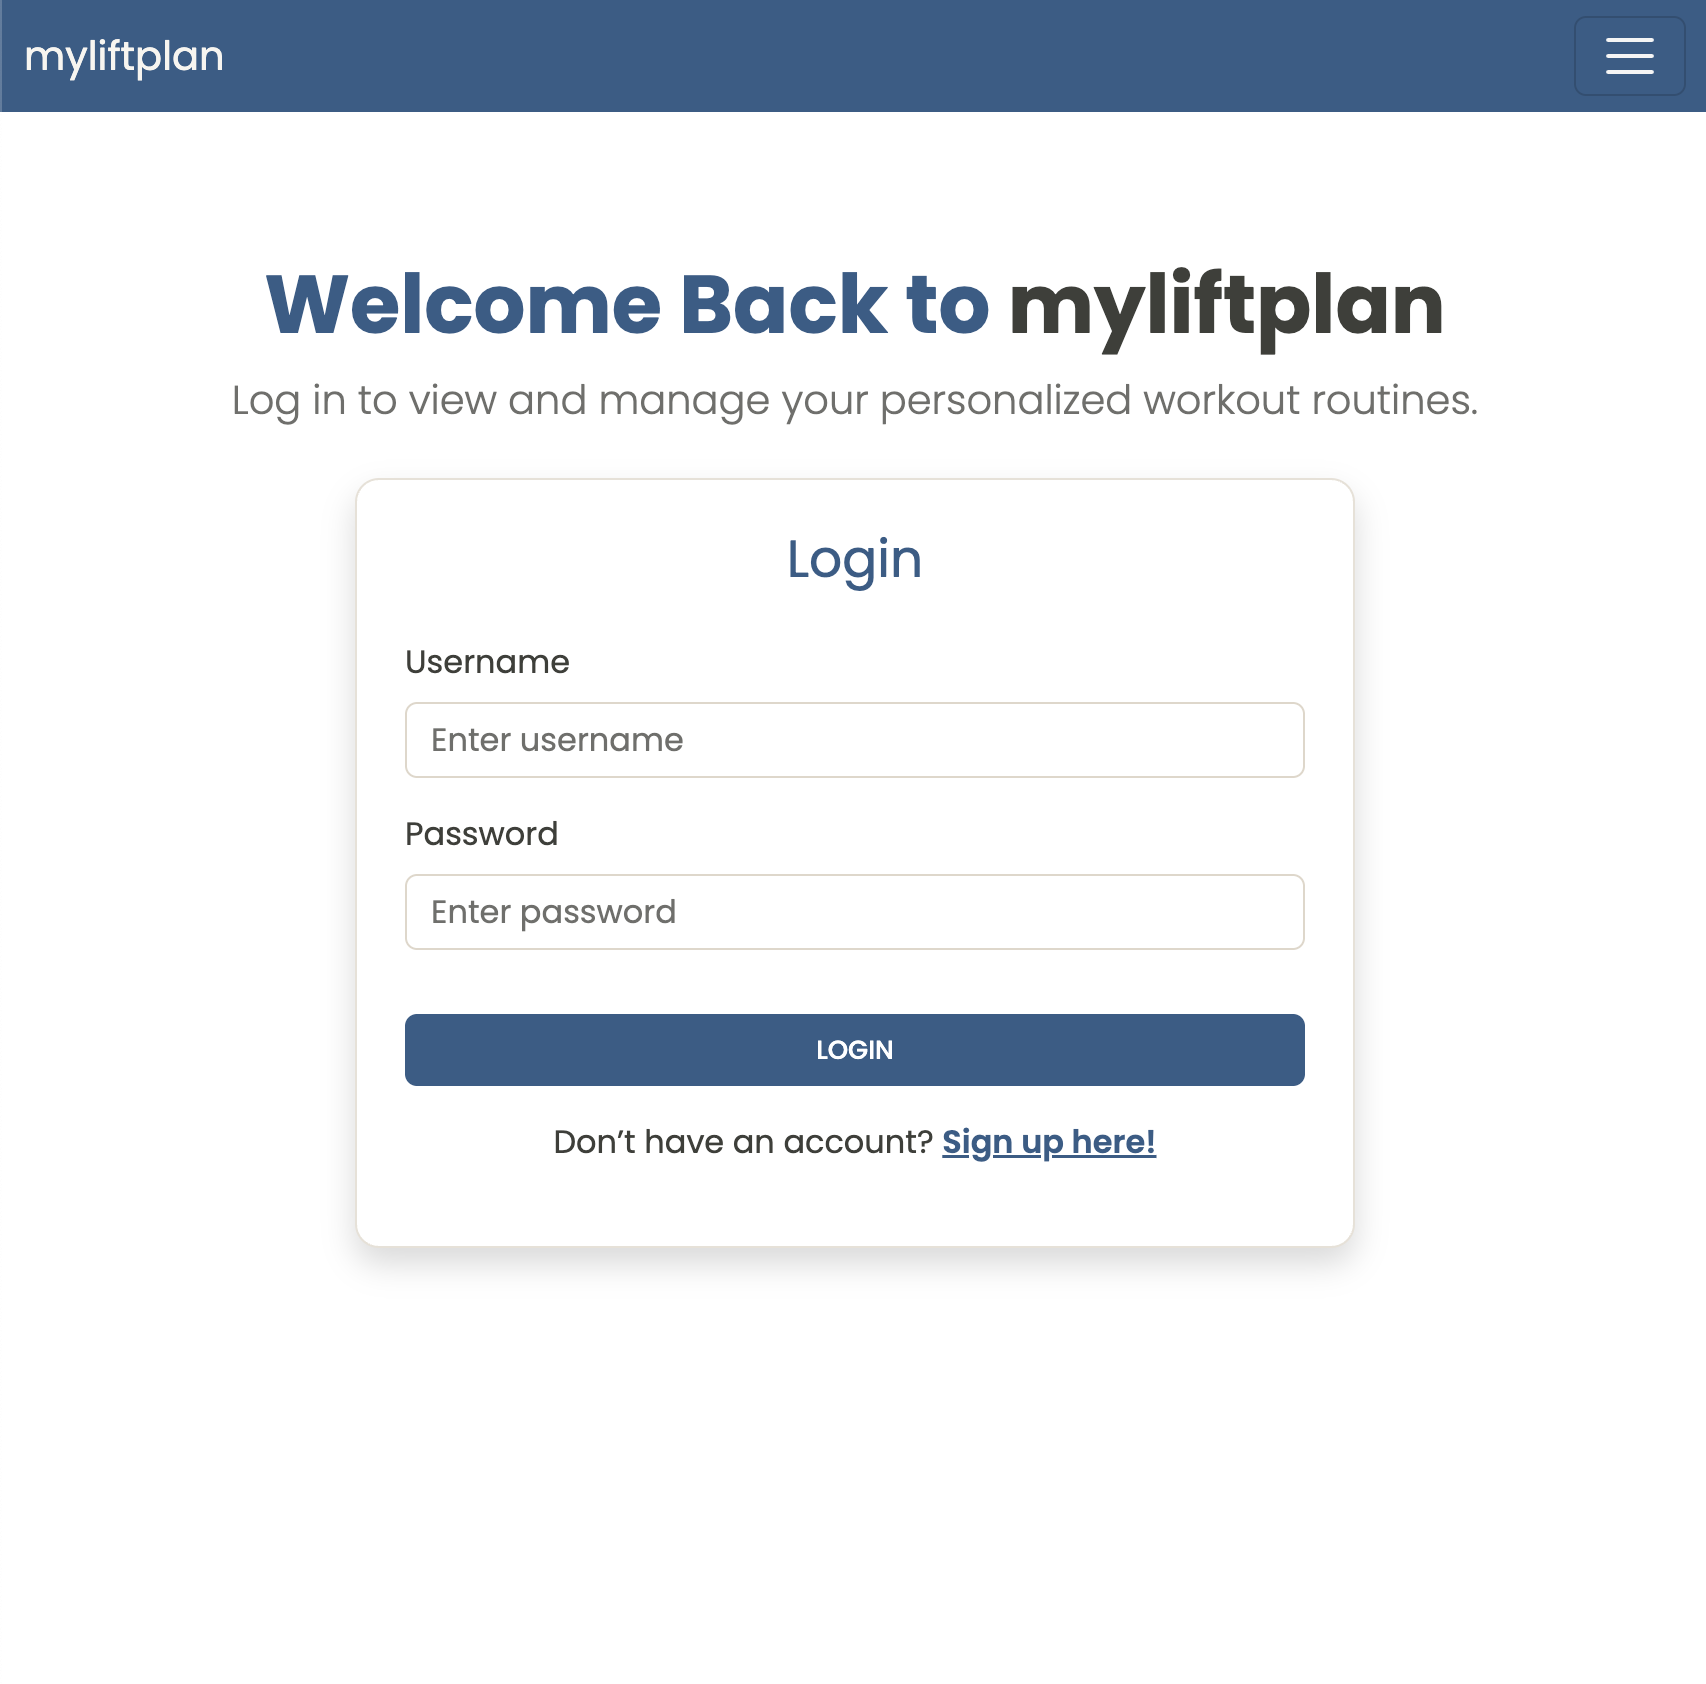 myliftplan
Welcome Back to myliftplan
Log in to view and manage your personalized workout routines.
Login
Username
Enter username
Password
Enter password
LOGIN
Don’t have an account? Sign up here!